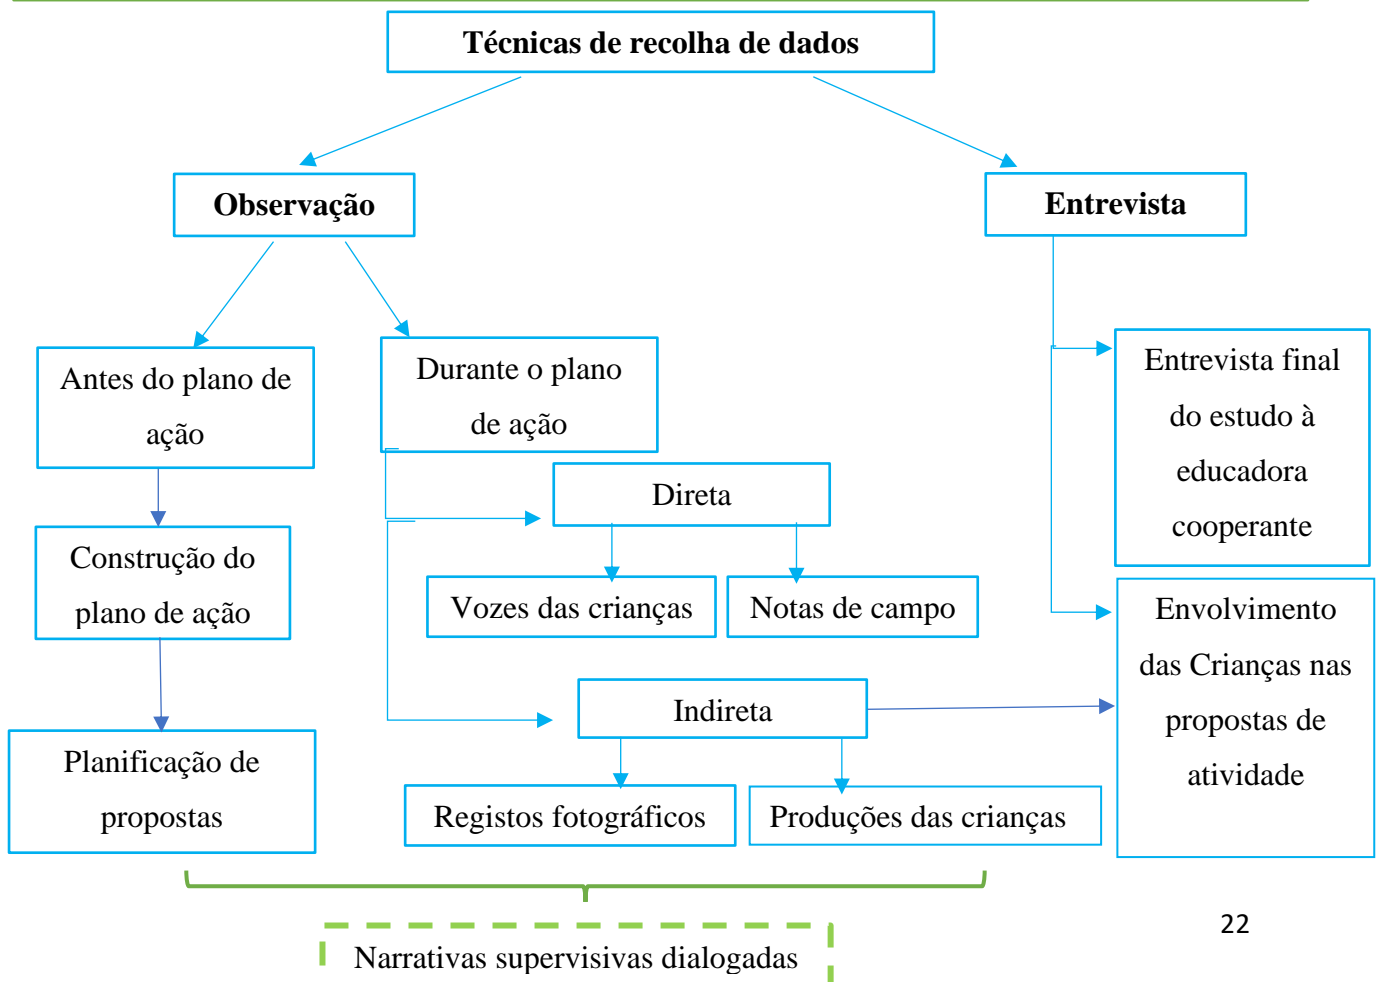 Técnicas de recolha de dados
Observação
Entrevista
Antes do plano de
ação
Durante o plano
de ação
Entrevista final
do estudo à
educadora
cooperante
Direta
Construção do
plano de ação
Vozes das crianças
Notas de campo
Envolvimento
das Crianças nas
propostas de
atividade
Indireta
Planificação de
propostas
Registos fotográficos
Produções das crianças
22
Narrativas supervisivas dialogadas